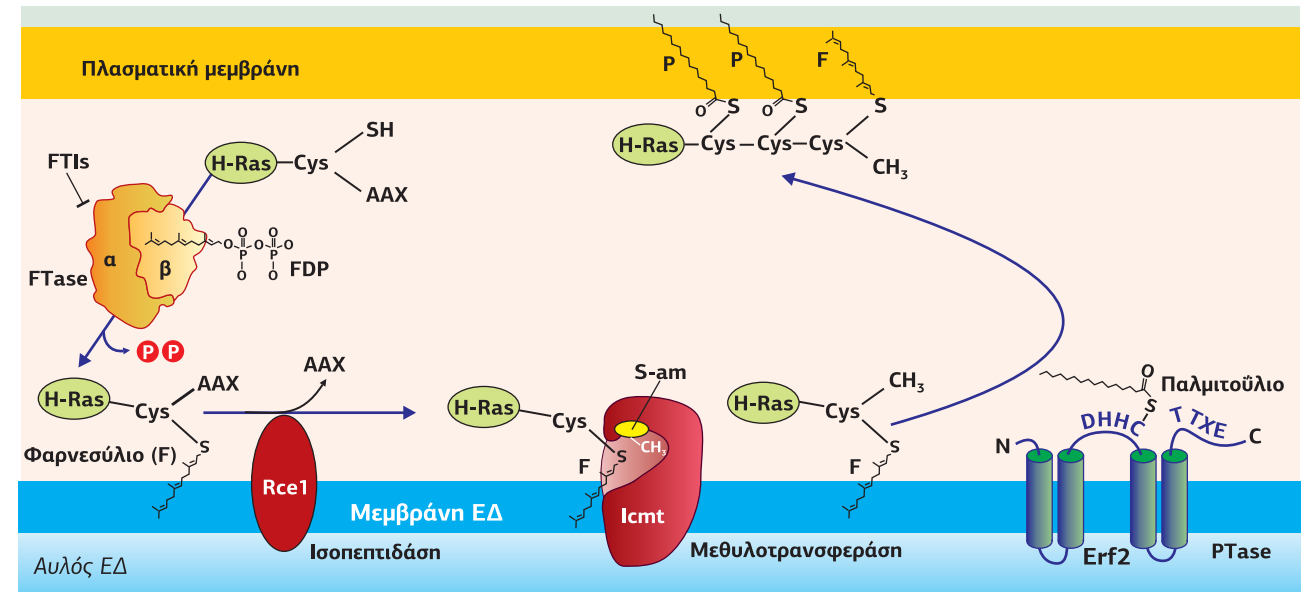 Πλασματική μεμβράνη
P
P
F
O
S
O
S
S
H-Ras
Cys
Cys
Cys
CH3
FTIs
H-Ras
Cys
SH
AAX
α
β
FTase
O
O
O
O
P
P
O
O
FDP
P P
H-Ras
Cys
AAX
S
Φαρνεσύλιο (F)
AAX
Rce1
Ισοπεπτιδάση
H-Ras
Cys
S
F
S-am
CH3
Icmt
Μεθυλοτρανσφεράση
H-Ras
Cys
CH3
S
F
O
S
Παλμιτοΰλιο
N
DHHC
T TXE
C
Erf2
PTase
Μεμβράνη ΕΔ
Αυλός ΕΔ